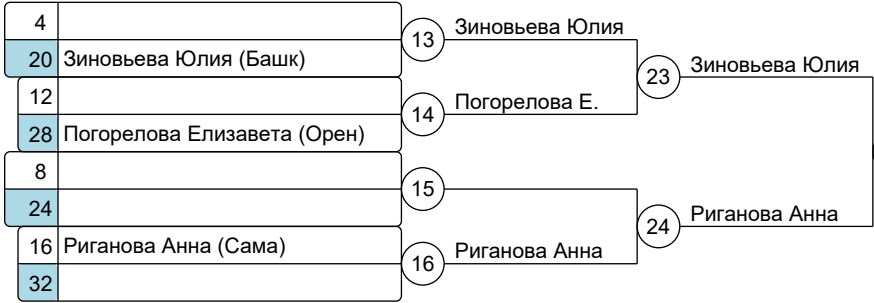 4
13 Зиновьева Юлия
20 Зиновьева Юлия (Башк)
23 Зиновьева Юлия
12
14 Погорелова Е.
28 Погорелова Елизавета (Орен)
8
15
24
24 Риганова Анна
16 Риганова Анна (Сама)
16 Риганова Анна
32